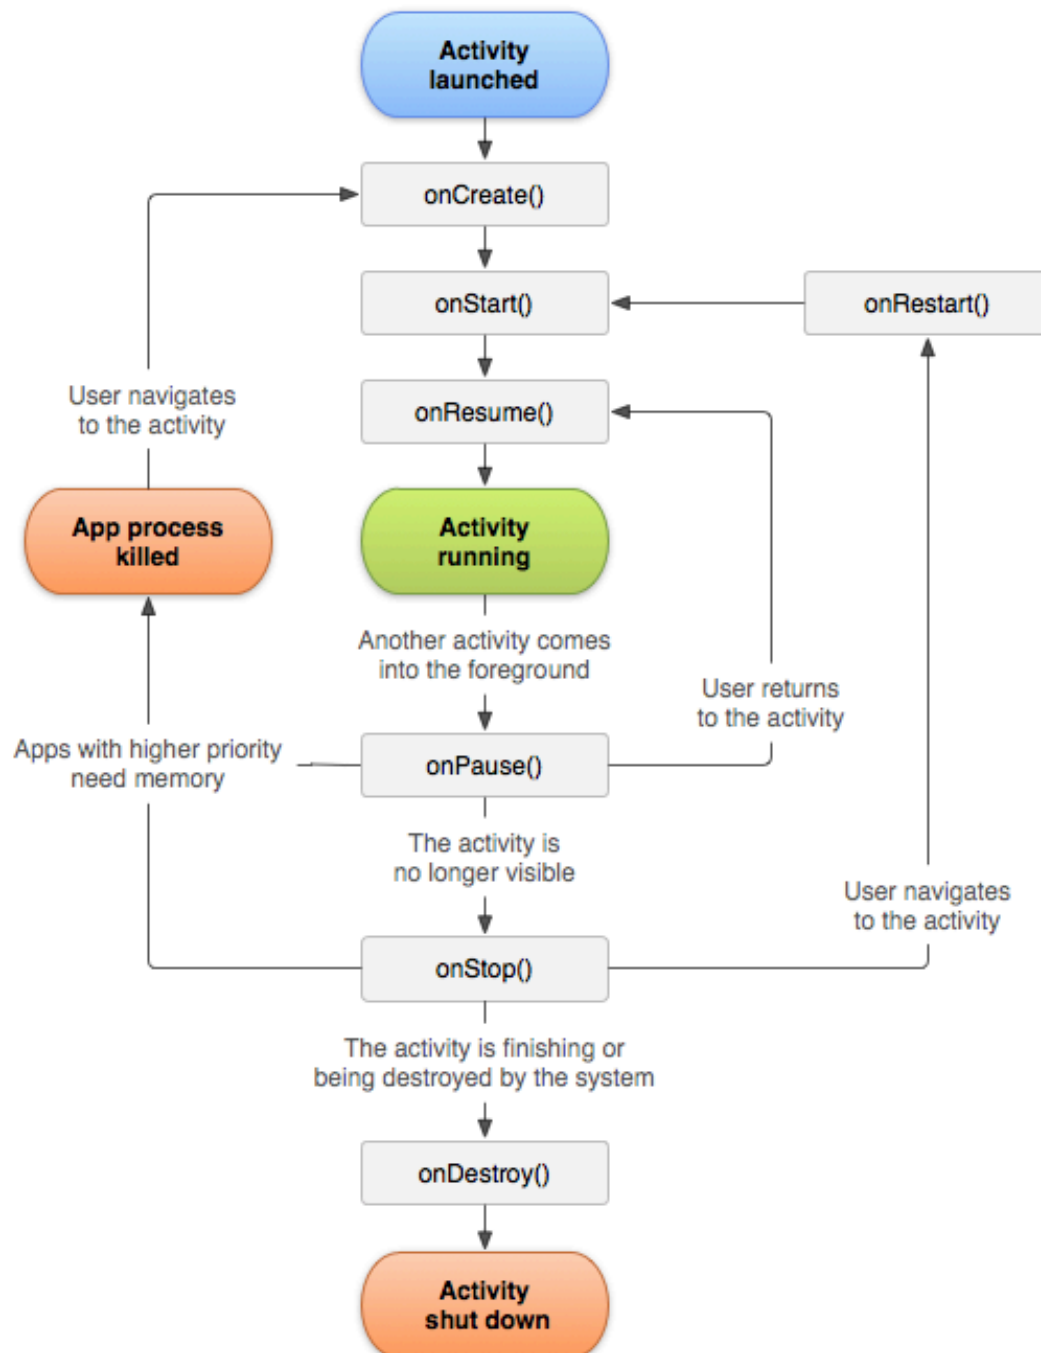 Activity
launched
onCreate()
onStart()
onRestart()
User navigates
to the activity
onResume()
App process
killed
Activity
running
Another activity comes
into the foreground
User returns
to the activity
Apps with higher priority
need memory
onPause()
The activity is
no longer visible
User navigates
to the activity
onStop()
The activity is finishing or
being destroyed by the system
onDestroy()
Activity
shut down